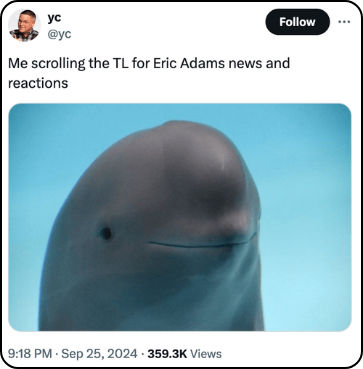 yc
@yc
Follow
Me scrolling the TL for Eric Adams news and
reactions
9:18 PM · Sep 25, 2024 · 359.3K Views